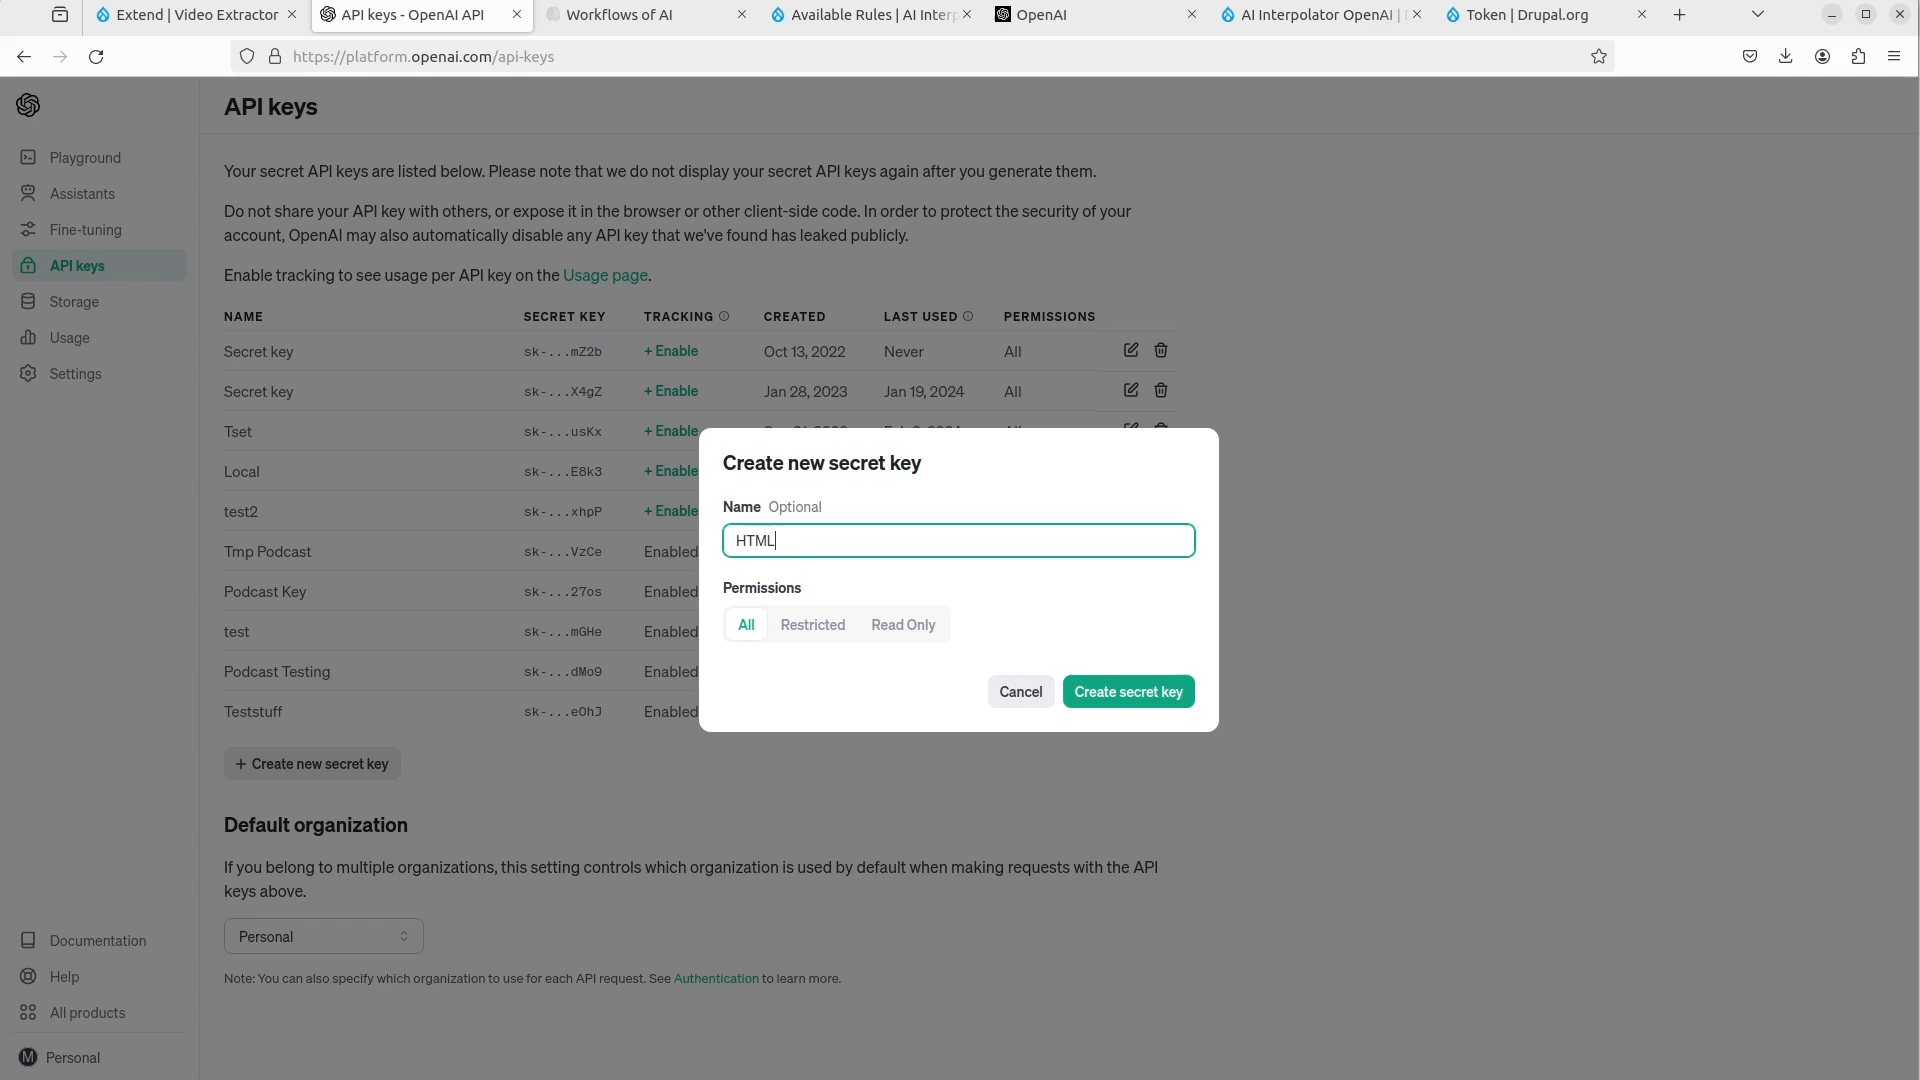 Extend | Video Extractor
API keys - OpenAI API
Workflows of AI
Available Rules | AI Interp
OpenAI
AI Interpolator OpenAI |
Token | Drupal.org
https://platform.openai.com/api-keys
API keys
Playground
Assistants
Fine-tuning
API keys
Storage
Usage
Settings
Your secret API keys are listed below. Please note that we do not display your secret API keys again after you generate them.
Do not share your API key with others, or expose it in the browser or other client-side code. In order to protect the security of your
account, OpenAI may also automatically disable any API key that we've found has leaked publicly.
Enable tracking to see usage per API key on the Usage page.
NAME SECRET KEY TRACKING CREATED LAST USED PERMISSIONS
Secret key sk-...mZ2b + Enable Oct 13, 2022 Never All
Secret key sk-...X4gZ + Enable Jan 28, 2023 Jan 19, 2024 All
Tset sk-...usKx + Enable
Local sk-...E8k3 + Enable
test2 sk-...xhpP + Enable
Tmp Podcast sk-...VzCe Enabled
Podcast Key sk-...27os Enabled
test sk-...mGHe Enabled
Podcast Testing sk-...dMo9 Enabled
Teststuff sk-...eOhJ Enabled
+ Create new secret key
Create new secret key
Name Optional
HTML
Permissions
All Restricted Read Only
Cancel Create secret key
Default organization
If you belong to multiple organizations, this setting controls which organization is used by default when making requests with the API
keys above.
Personal
Note: You can also specify which organization to use for each API request. See Authentication to learn more.
Documentation
Help
All products
M Personal